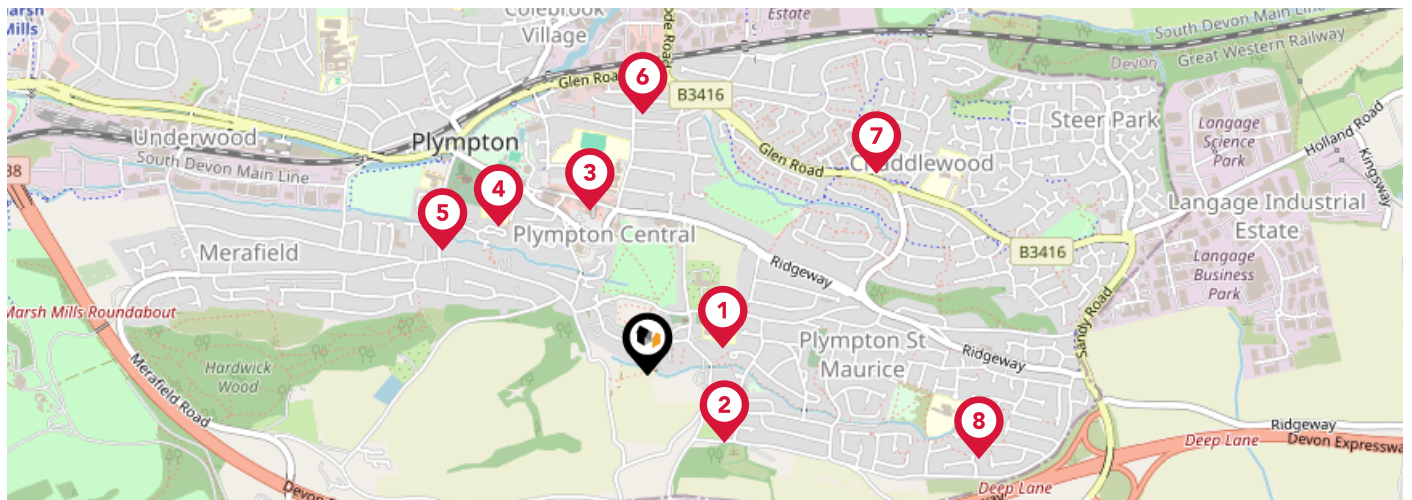 Marsh
Mills
Colebrook
Village
Estate
South Devon Main Line
Great Western Railway
Devon
Glen Road
6
B3416
Underwood
Plympton
South Devon Main Line
38
7
Glen Road
Chaddlewood
Steer Park
Langage
Science
Park
Holland Road
Kingsway
3
4
5
Plympton Central
Merafield
Langage Industrial
Estate
B3416
Ridgeway
Langage
Business
Park
Marsh Mills Roundabout
1
Plympton St
Maurice
Ridgeway
Sandy Road
Hardwick
Wood
Merafield Road
2
8
Ridgeway
Deep Lane
Devon Expressw
Deep Lane
Devon